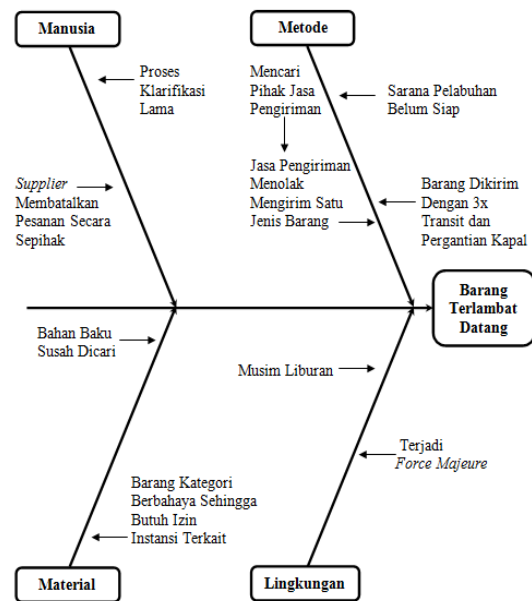 Manusia
Metode
Proses
Klarifikasi
Lama
Mencari
Pihak Jasa
Pengiriman
Sarana Pelabuhan
Belum Siap
Supplier
Membatalkan
Pesanan Secara
Sepihak
Jasa Pengiriman
Menolak
Mengirim Satu
Jenis Barang
Barang Dikirim
Dengan 3x
Transit dan
Pergantian Kapal
Barang
Terlambat
Datang
Bahan Baku
Susah Dicari
Musim Liburan
Terjadi
Force Majeure
Barang Kategori
Berbahaya Sehingga
Butuh Izin
Instansi Terkait
Material
Lingkungan